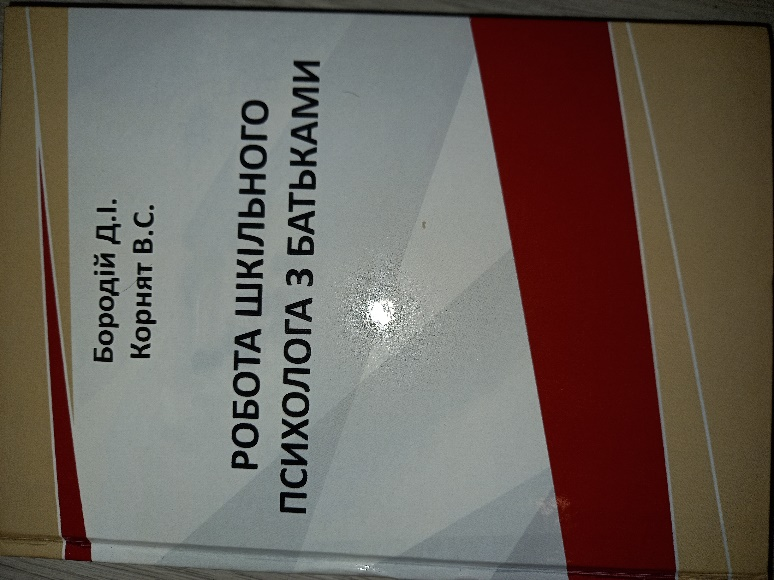 Бородій Д.І.
Корнят В.С.
РОБОТА ШКІЛЬНОГО
ПСИХОЛОГА З БАТЬКАМИ